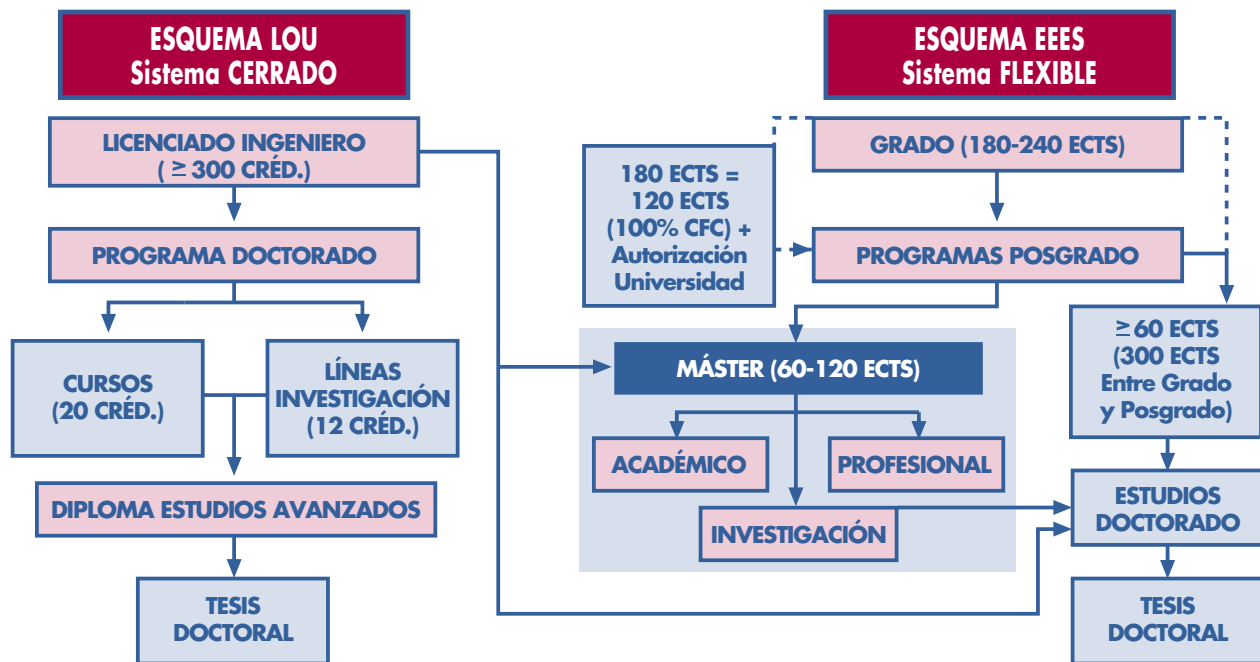 ESQUEMA LOU
Sistema CERRADO
LICENCIADO INGENIERO
( ≥ 300 CRÉD.)
PROGRAMA DOCTORADO
CURSOS
(20 CRÉD.)
LÍNEAS
INVESTIGACIÓN
(12 CRÉD.)
DIPLOMA ESTUDIOS AVANZADOS
TESIS
DOCTORAL
ESQUEMA EEES
Sistema FLEXIBLE
GRADO (180-240 ECTS)
180 ECTS =
120 ECTS
(100% CFC) +
Autorización
Universidad
PROGRAMAS POSGRADO
≥ 60 ECTS
(300 ECTS
Entre Grado
y Posgrado)
MÁSTER (60-120 ECTS)
ACADÉMICO
PROFESIONAL
INVESTIGACIÓN
ESTUDIOS
DOCTORADO
TESIS
DOCTORAL